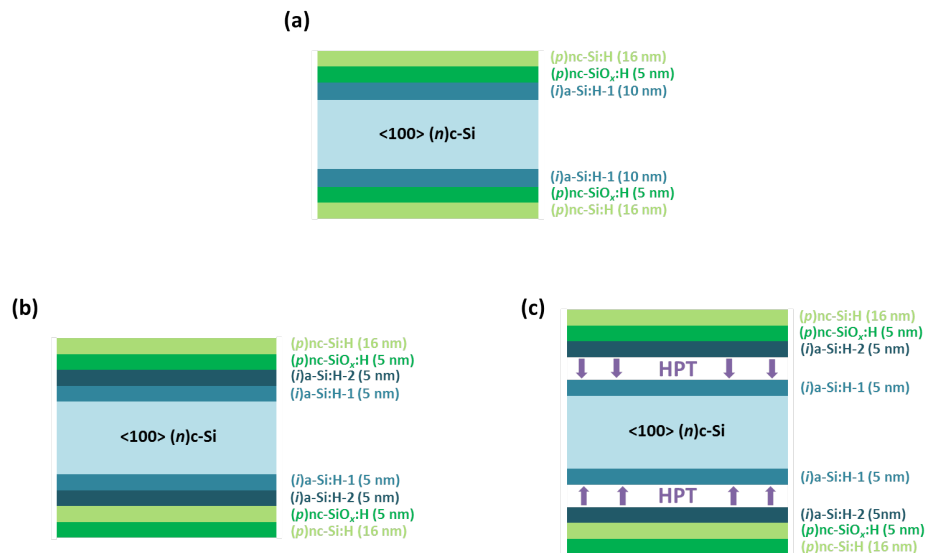 (a)
(p)nc-Si:H (16 nm)
(p)nc-SiOₓ:H (5 nm)
(i)a-Si:H-1 (10 nm)
<100> (n)c-Si
(i)a-Si:H-1 (10 nm)
(p)nc-SiOₓ:H (5 nm)
(p)nc-Si:H (16 nm)
(b)
(p)nc-Si:H (16 nm)
(p)nc-SiOₓ:H (5 nm)
(i)a-Si:H-2 (5 nm)
(i)a-Si:H-1 (5 nm)
<100> (n)c-Si
(i)a-Si:H-1 (5 nm)
(i)a-Si:H-2 (5 nm)
(p)nc-SiOₓ:H (5 nm)
(p)nc-Si:H (16 nm)
(c)
(p)nc-Si:H (16 nm)
(p)nc-SiOₓ:H (5 nm)
(i)a-Si:H-2 (5 nm)
HPT
(i)a-Si:H-1 (5 nm)
<100> (n)c-Si
(i)a-Si:H-1 (5 nm)
HPT
(i)a-Si:H-2 (5nm)
(p)nc-SiOₓ:H (5 nm)
(p)nc-Si:H (16 nm)